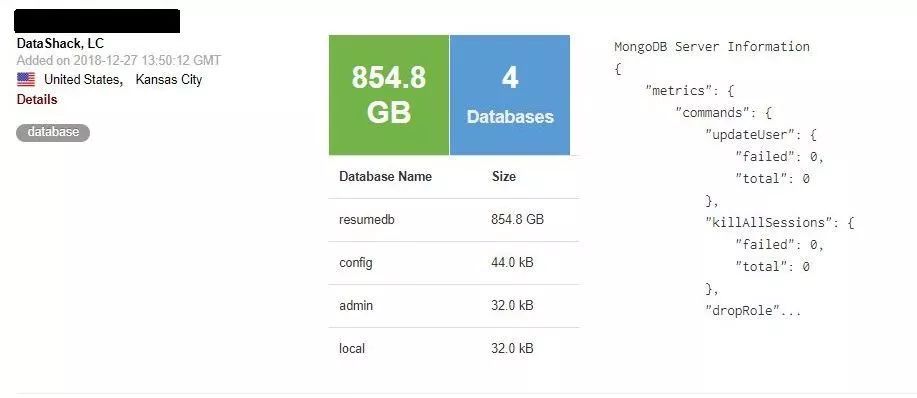 DataShack, LC
Added on 2018-12-27 13:50:12 GMT
United States, Kansas City
Details
database
854.8
GB
4
Databases
Database Name Size
resumedb 854.8 GB
config 44.0 kB
admin 32.0 kB
local 32.0 kB
MongoDB Server Information
{
"metrics": {
"commands": {
"updateUser": {
"failed": 0,
"total": 0
},
"killAllSessions": {
"failed": 0,
"total": 0
},
"dropRole"...